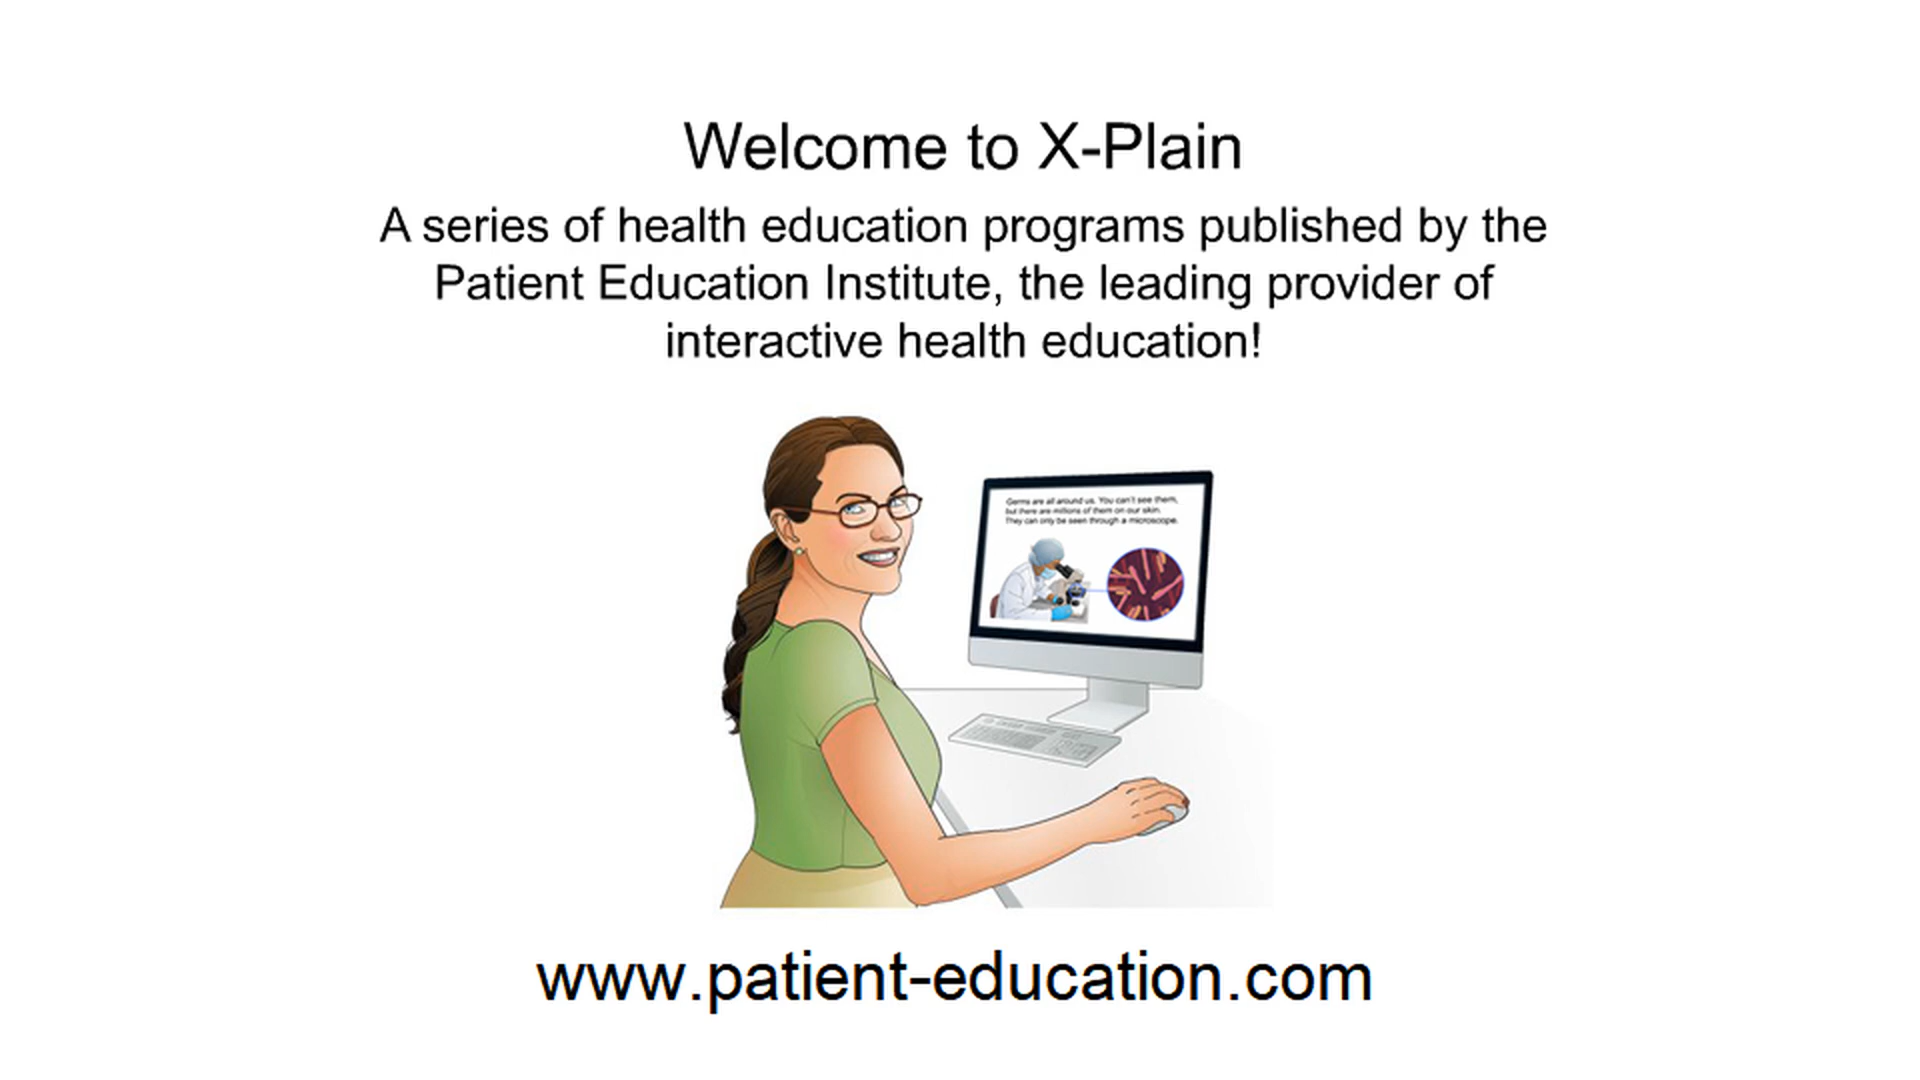 Welcome to X-Plain
A series of health education programs published by the
Patient Education Institute, the leading provider of
interactive health education!
Germs are all around us. You can't see them,
but there are millions of them on our skin.
They can only be seen through a microscope.
www.patient-education.com